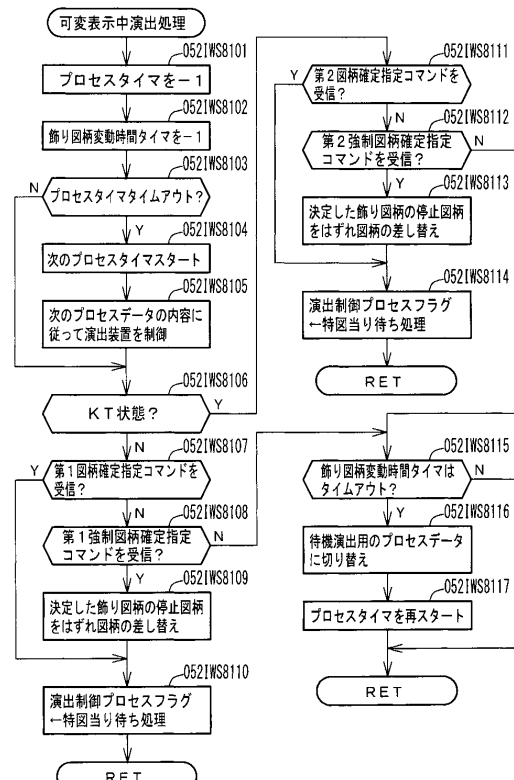 可変表示中演出処理
052IWS8101
プロセスタイマを－1
052IWS8102
飾り図柄変動時間タイマを－1
052IWS8103
プロセスタイマタイムアウト?
N
Y
052IWS8104
次のプロセスタイマスタート
052IWS8105
次のプロセスデータの内容に
従って演出装置を制御
052IWS8106
KT状態?
Y
N
052IWS8107
第1図柄確定指定コマンドを
受信?
Y
N
052IWS8108
第1強制図柄確定指定
コマンドを受信?
N
Y
052IWS8109
決定した飾り図柄の停止図柄
をはずれ図柄の差し替え
052IWS8110
演出制御プロセスフラグ
←特図当り待ち処理
RET
052IWS8111
第2図柄確定指定コマンドを
受信?
Y
N
052IWS8112
第2強制図柄確定指定
コマンドを受信?
N
Y
052IWS8113
決定した飾り図柄の停止図柄
をはずれ図柄の差し替え
052IWS8114
演出制御プロセスフラグ
←特図当り待ち処理
RET
052IWS8115
飾り図柄変動時間タイマは
タイムアウト?
N
Y
052IWS8116
待機演出用のプロセスデータ
に切り替え
052IWS8117
プロセスタイマを再スタート
RET